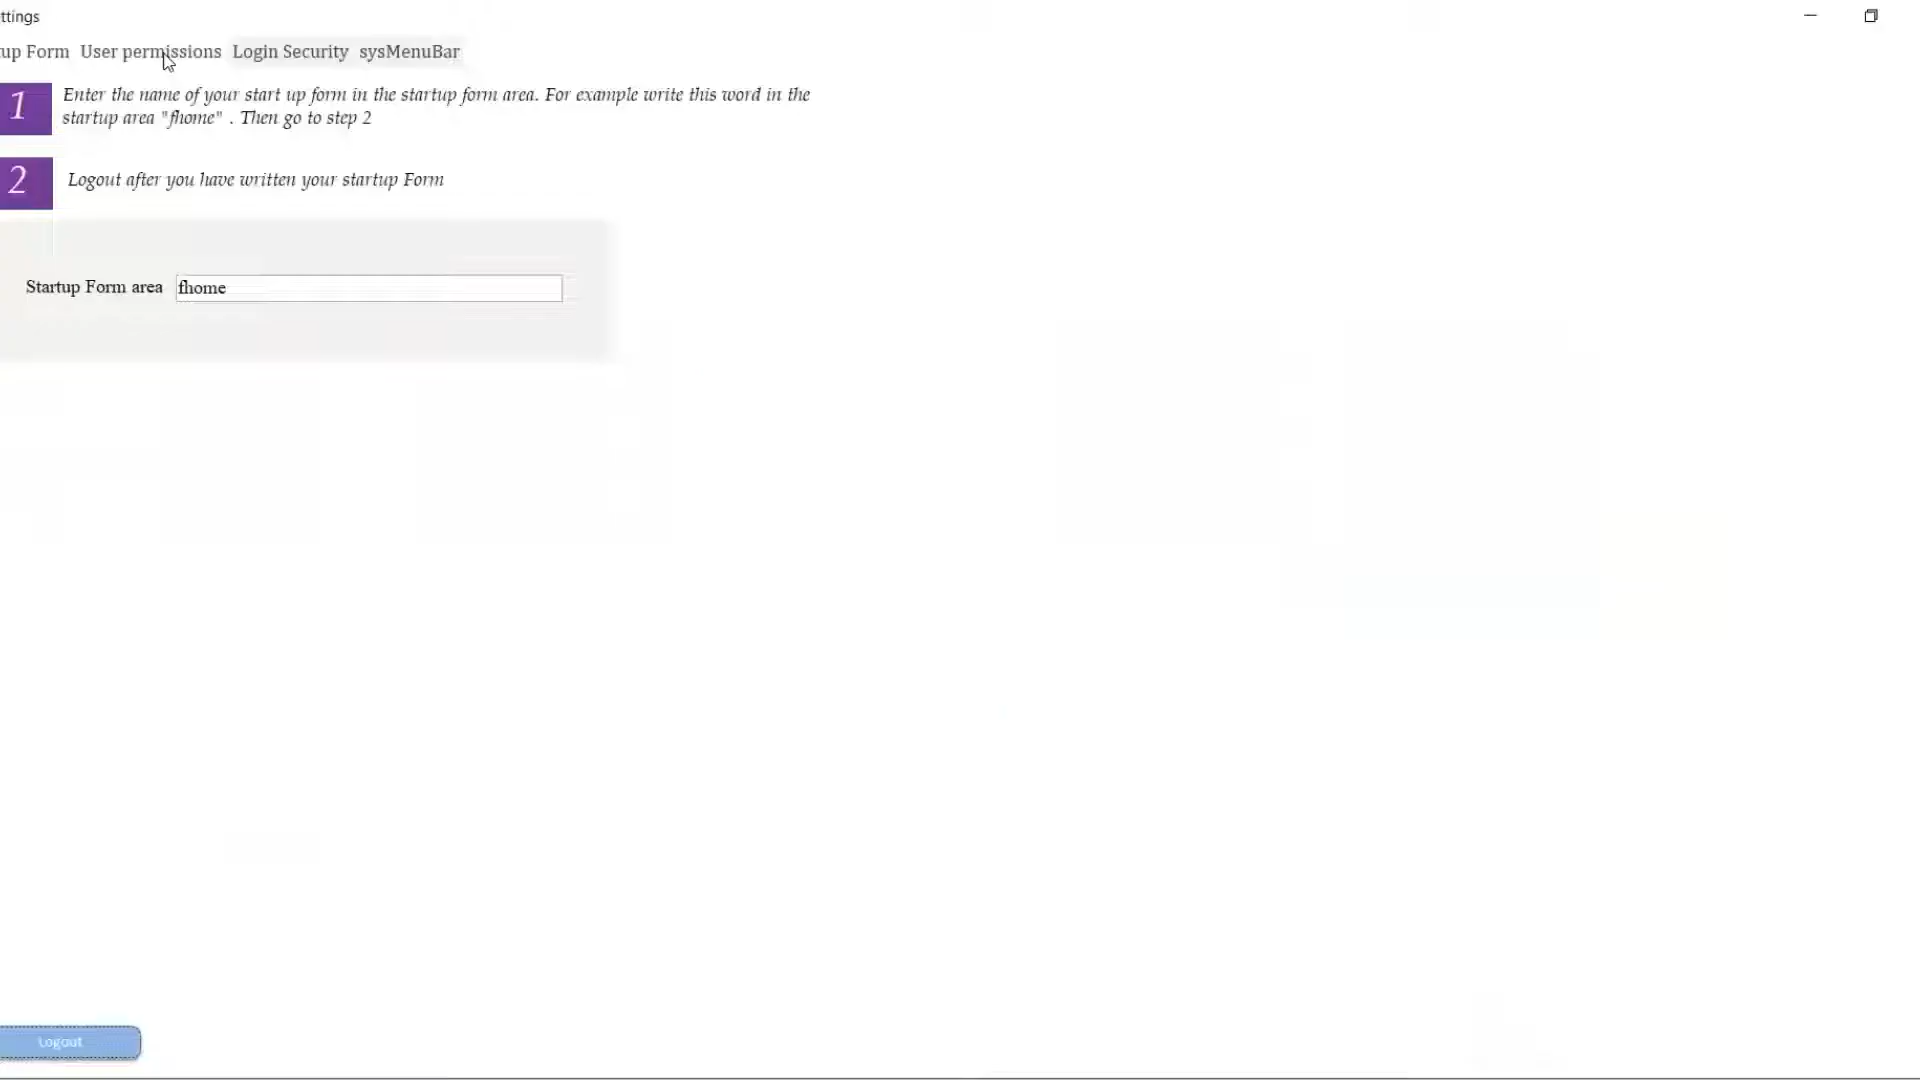 ttings
up Form User permissions Login Security sysMenuBar
1
Enter the name of your start up form in the startup form area. For example write this word in the
startup area "fhome" . Then go to step 2
2
Logout after you have written your startup Form
Startup Form area fhome
Logout